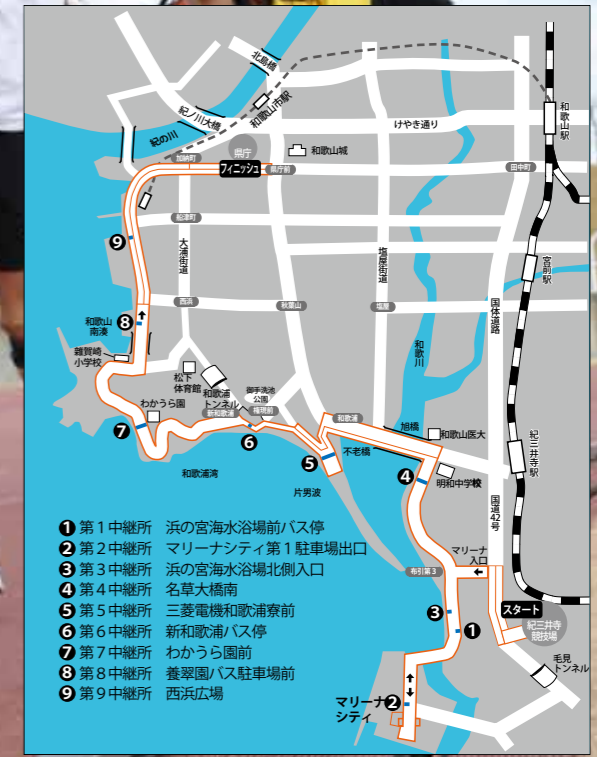 北島橋
和歌山市駅
紀ノ川大橋
紀の川
和歌山駅
けやき通り
県庁
和歌山城
加納町
フィニッシュ
県庁前
田中町
船津町
大浦街道
塩屋街道
宮前駅
国体道路
西浜
秋葉山
塩屋
和歌川
和歌山
南湊
雑賀崎
小学校
松下
体育館
和歌浦
トンネル
御手洗池
公園
わかうら園
新和歌浦
権現前
和歌浦
旭橋
和歌山医大
紀三井寺駅
不老橋
明和中学校
和歌浦湾
片男波
国道42号
マリーナ
入口
布引第3
スタート
紀三井寺
競技場
毛見
トンネル
マリーナ
シティ
❶
❷
❸
❹
❺
❻
❼
❽
❾
❶ 第1中継所 浜の宮海水浴場前バス停
❷ 第2中継所 マリーナシティ第1駐車場出口
❸ 第3中継所 浜の宮海水浴場北側入口
❹ 第4中継所 名草大橋南
❺ 第5中継所 三菱電機和歌浦寮前
❻ 第6中継所 新和歌浦バス停
❼ 第7中継所 わかうら園前
❽ 第8中継所 養翠園バス駐車場前
❾ 第9中継所 西浜広場